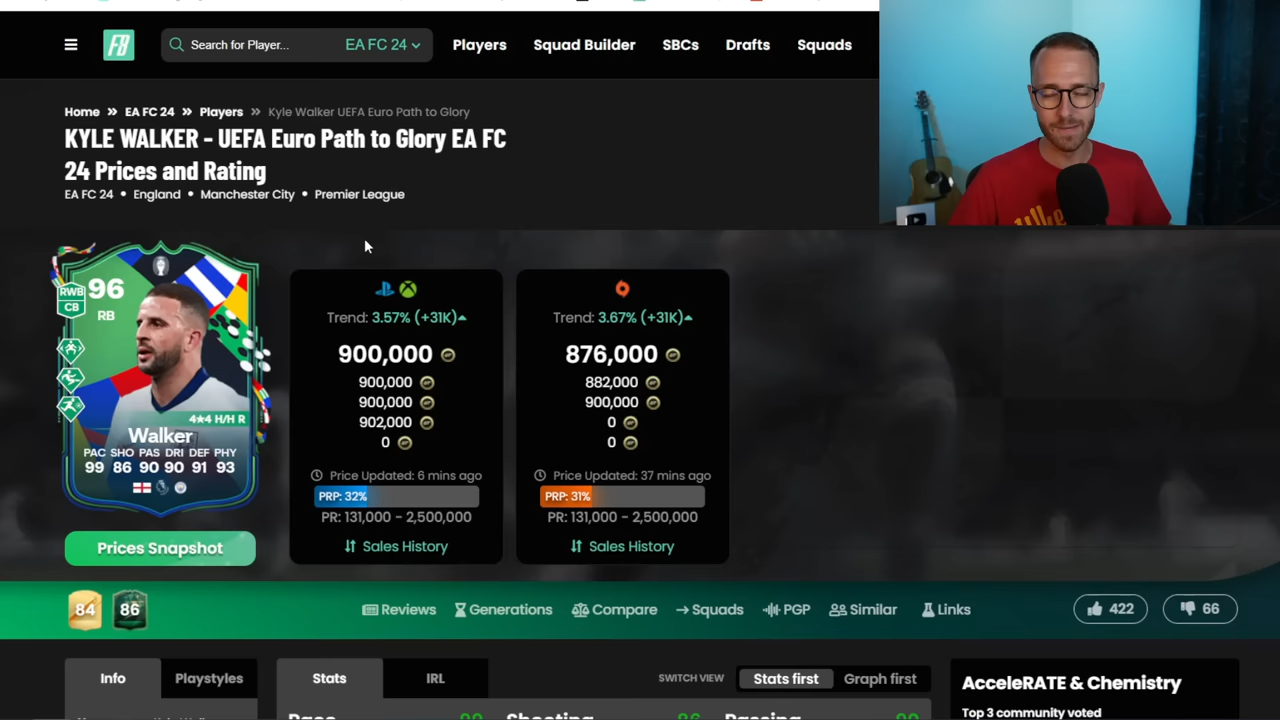 FB
Search for Player...
EA FC 24
Players
Squad Builder
SBCs
Drafts
Squads
Home » EA FC 24 » Players » Kyle Walker UEFA Euro Path to Glory
KYLE WALKER - UEFA Euro Path to Glory EA FC
24 Prices and Rating
EA FC 24 • England • Manchester City • Premier League
96
RB
RWB
CB
4★4 H/H R
Walker
PAC SHO PAS DRI DEF PHY
99 86 90 90 91 93
Prices Snapshot
Trend: 3.57% (+31K)
900,000
900,000
900,000
902,000
0
Price Updated: 6 mins ago
PRP: 32%
PR: 131,000 - 2,500,000
Sales History
Trend: 3.67% (+31K)
876,000
882,000
900,000
0
0
Price Updated: 37 mins ago
PRP: 31%
PR: 131,000 - 2,500,000
Sales History
84
86
Reviews
Generations
Compare
Squads
PGP
Similar
Links
422
66
Info
Playstyles
Stats
IRL
SWITCH VIEW
Stats first
Graph first
AcceleRATE & Chemistry
Top 3 community voted
Pace 99
Shooting 86
Passing 90